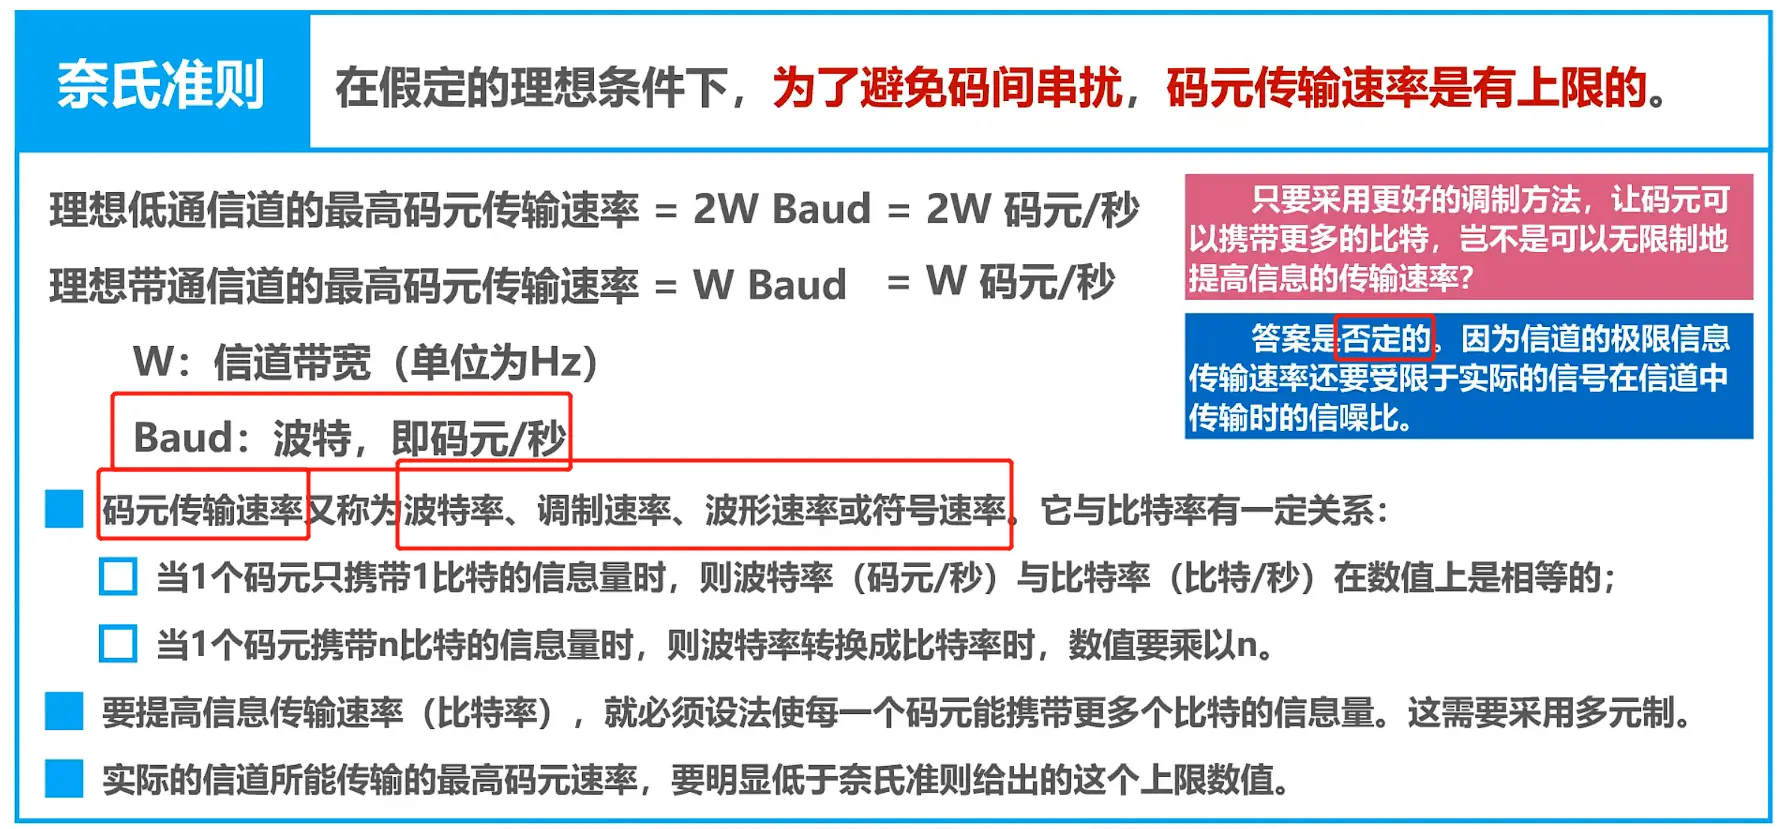 奈氏准则
在假定的理想条件下，为了避免码间串扰，码元传输速率是有上限的。
理想低通信道的最高码元传输速率 = 2W Baud = 2W 码元/秒
理想带通信道的最高码元传输速率 = W Baud = W 码元/秒
W：信道带宽（单位为Hz）
Baud：波特，即码元/秒
只要采用更好的调制方法，让码元可
以携带更多的比特，岂不是可以无限制地
提高信息的传输速率？
答案是否定的。因为信道的极限信息
传输速率还要受限于实际的信号在信道中
传输时的信噪比。
码元传输速率又称为波特率、调制速率、波形速率或符号速率。它与比特率有一定关系：
当1个码元只携带1比特的信息量时，则波特率（码元/秒）与比特率（比特/秒）在数值上是相等的；
当1个码元携带n比特的信息量时，则波特率转换成比特率时，数值要乘以n。
要提高信息传输速率（比特率），就必须设法使每一个码元能携带更多个比特的信息量。这需要采用多元制。
实际的信道所能传输的最高码元速率，要明显低于奈氏准则给出的这个上限数值。